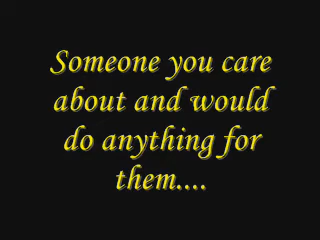 Someone you care
about and would
do anything for
them....